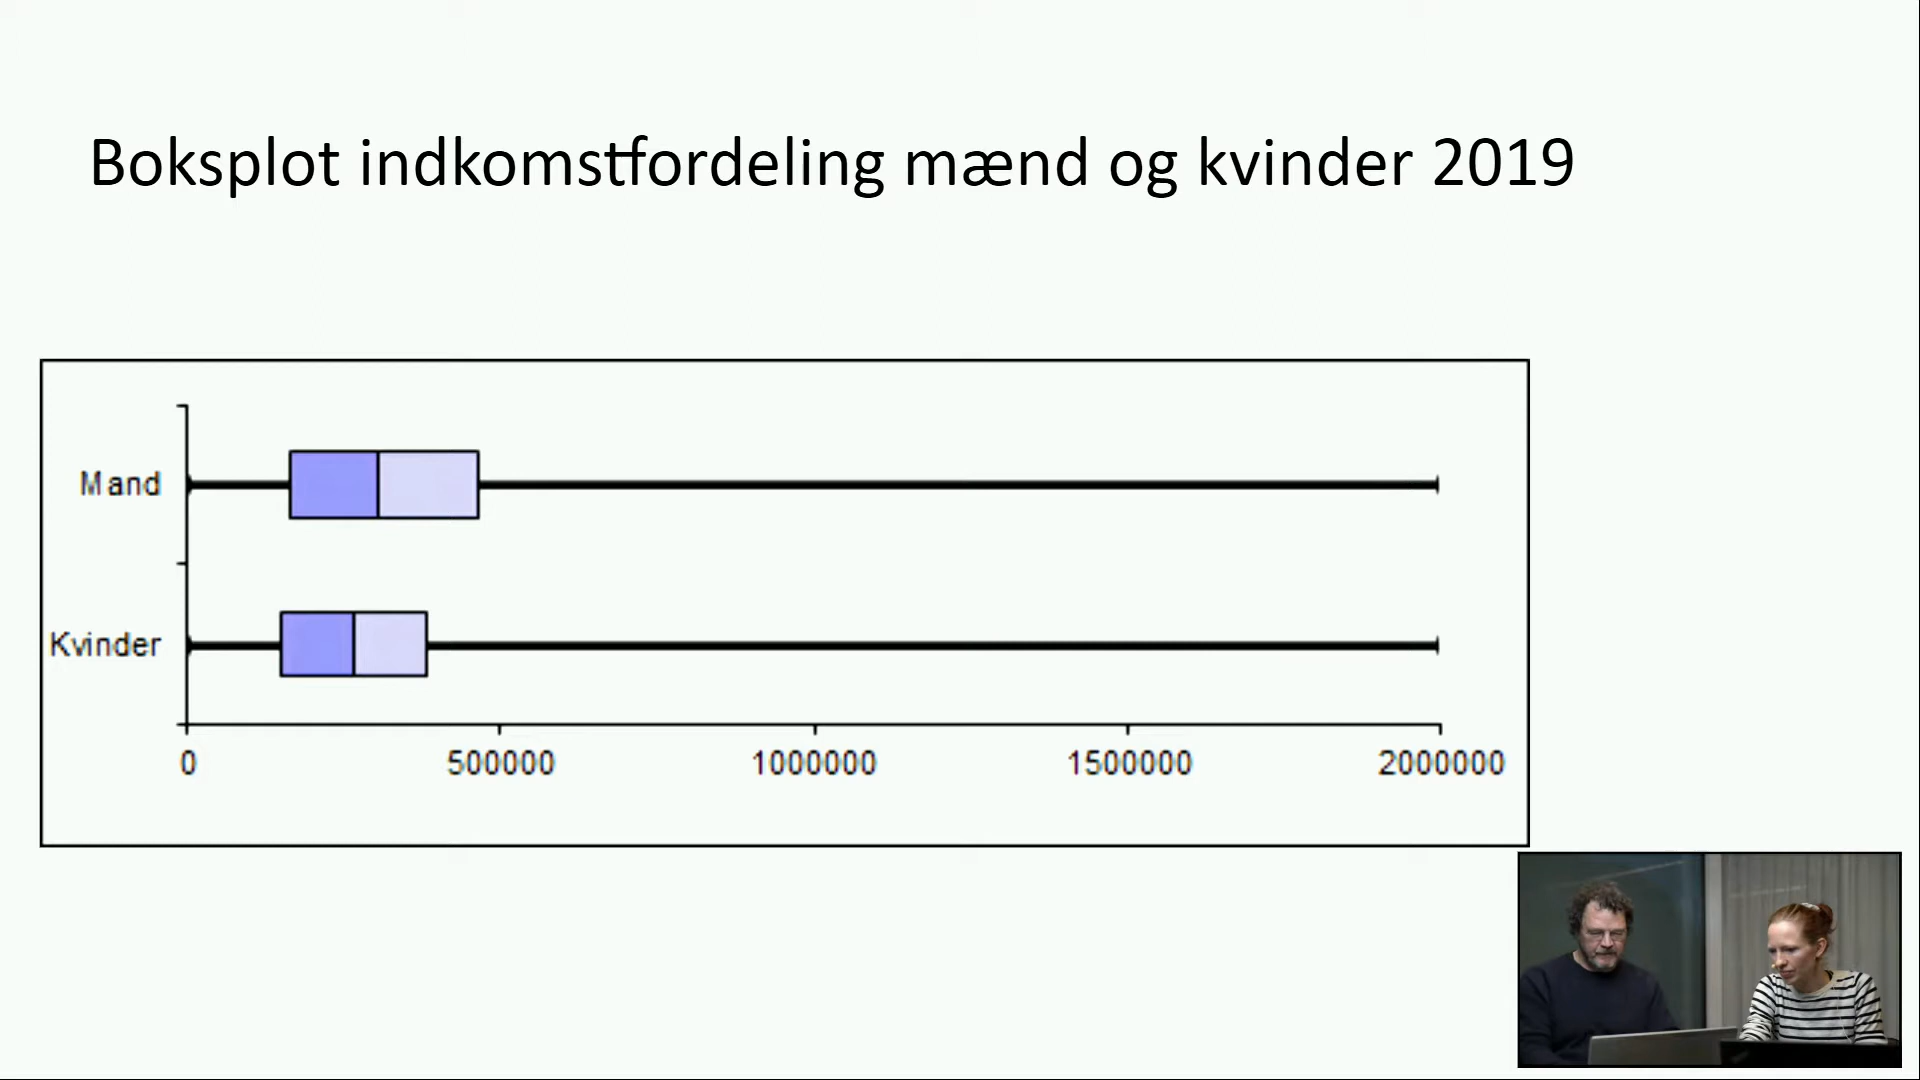 Boksplot indkomstfordeling mænd og kvinder 2019
Mand
Kvinder
0 500000 1000000 1500000 2000000